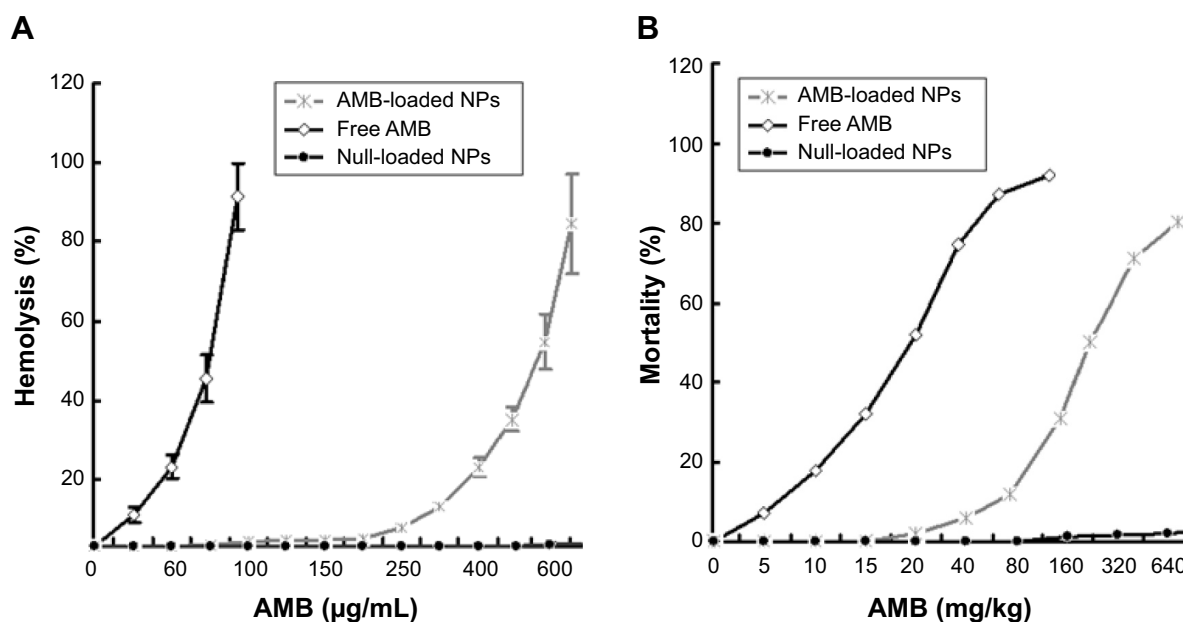 A
Hemolysis (%)
120
100
80
60
40
20
AMB-loaded NPs
Free AMB
Null-loaded NPs
0 60 100 150 250 400 600
AMB (µg/mL)
B
Mortality (%)
120
100
80
60
40
20
0
AMB-loaded NPs
Free AMB
Null-loaded NPs
0 5 10 15 20 40 80 160 320 640
AMB (mg/kg)